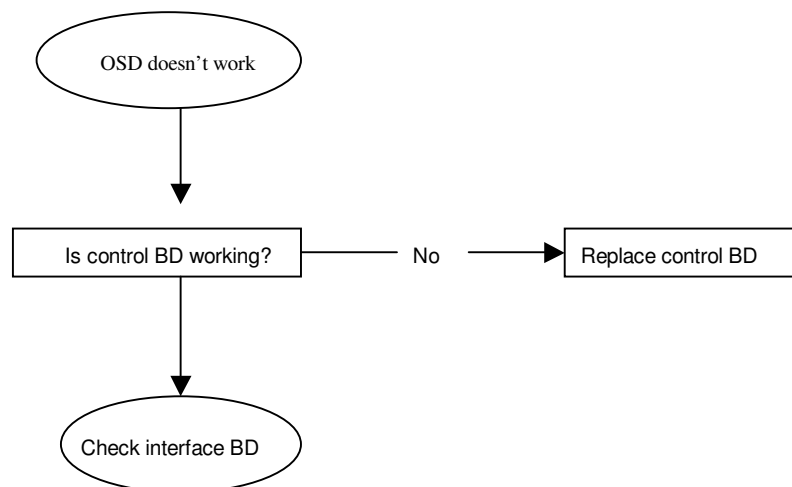 OSD doesn’t work
Is control BD working?
No
Replace control BD
Check interface BD